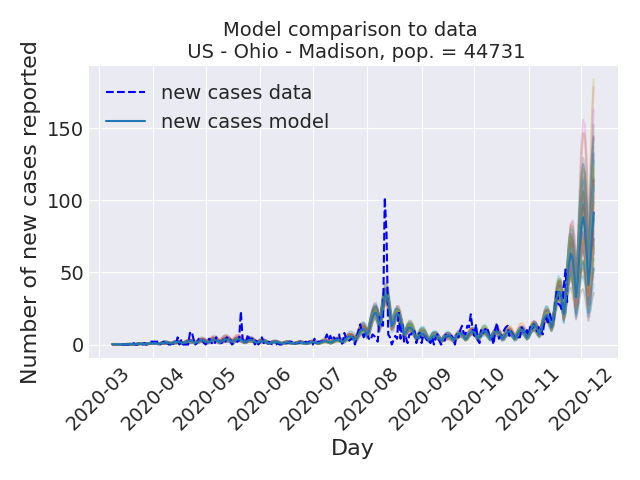 Model comparison to data
US - Ohio - Madison, pop. = 44731
new cases data
new cases model
Number of new cases reported
150
100
50
0
2020-03
2020-04
2020-05
2020-06
2020-07
2020-08
2020-09
2020-10
2020-11
2020-12
Day